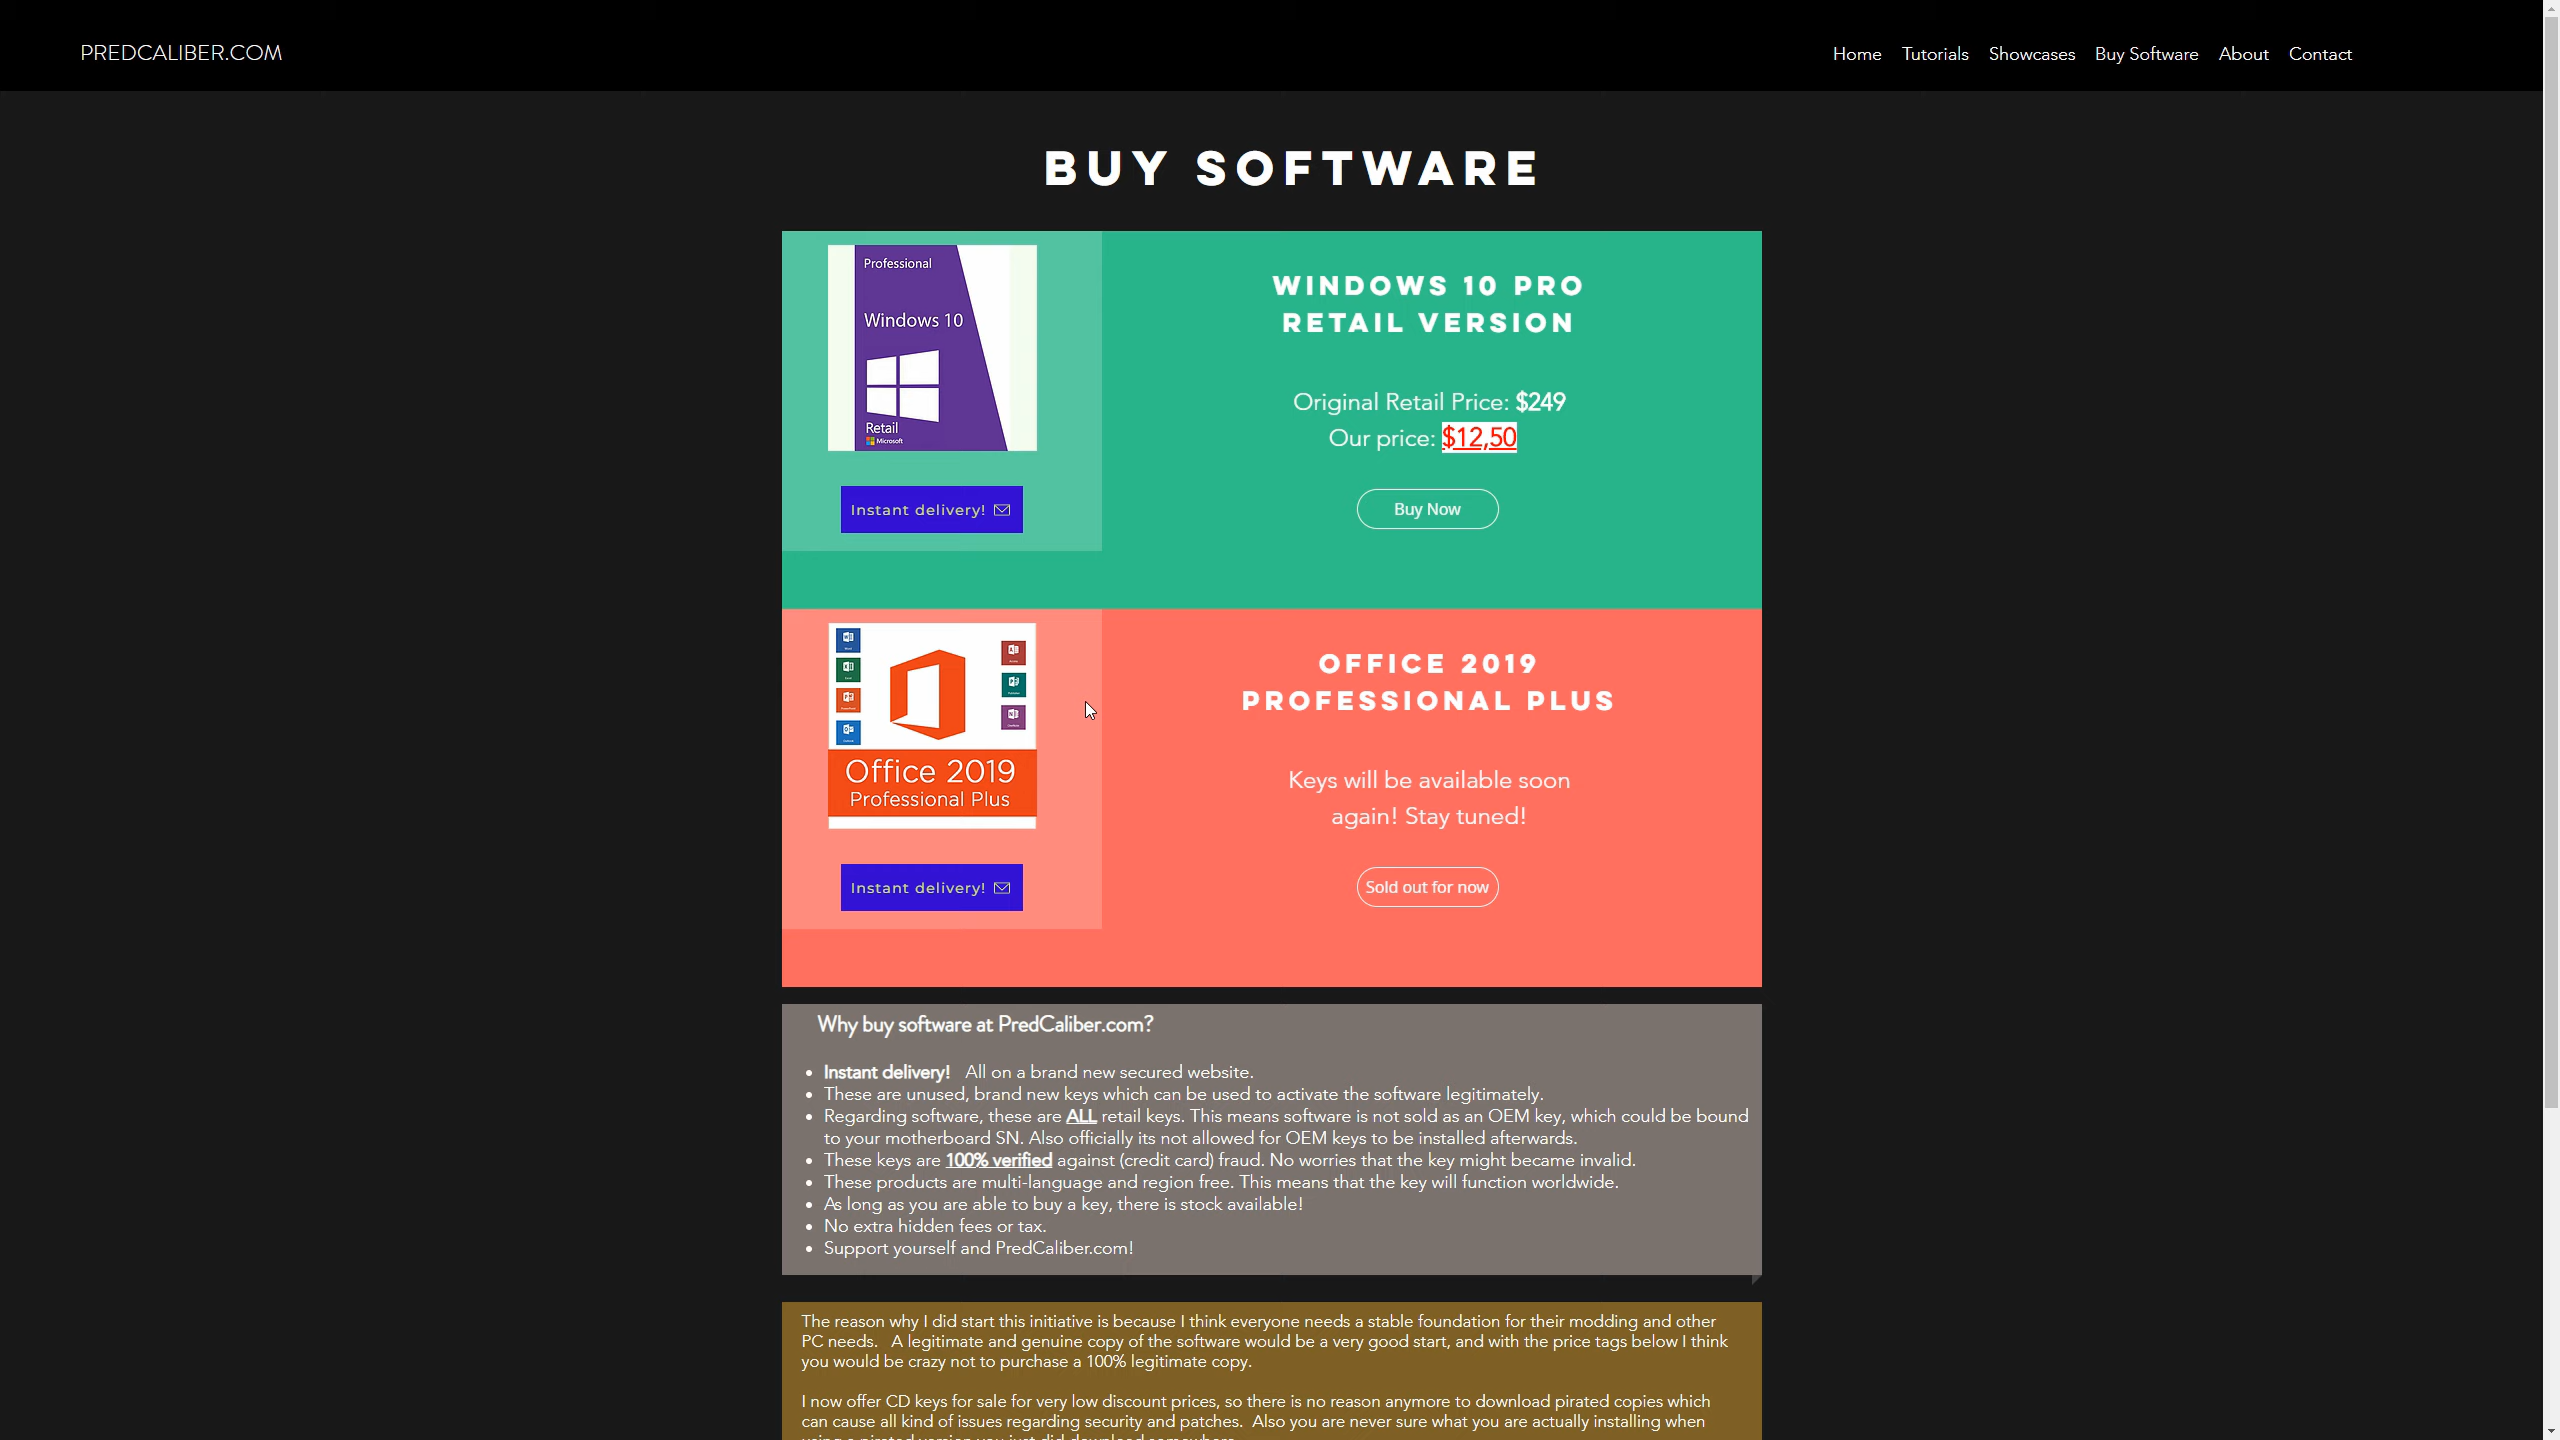 PREDCALIBER.COM
Home Tutorials Showcases Buy Software About Contact
BUY SOFTWARE
Professional
Windows 10
Retail
Microsoft
Instant delivery!
WINDOWS 10 PRO
RETAIL VERSION
Original Retail Price: $249
Our price: $12,50
Buy Now
Office 2019
Professional Plus
Instant delivery!
OFFICE 2019
PROFESSIONAL PLUS
Keys will be available soon
again! Stay tuned!
Sold out for now
Why buy software at PredCaliber.com?
Instant delivery! All on a brand new secured website.
These are unused, brand new keys which can be used to activate the software legitimately.
Regarding software, these are ALL retail keys. This means software is not sold as an OEM key, which could be bound
to your motherboard SN. Also officially its not allowed for OEM keys to be installed afterwards.
These keys are 100% verified against (credit card) fraud. No worries that the key might became invalid.
These products are multi-language and region free. This means that the key will function worldwide.
As long as you are able to buy a key, there is stock available!
No extra hidden fees or tax.
Support yourself and PredCaliber.com!
The reason why I did start this initiative is because I think everyone needs a stable foundation for their modding and other
PC needs. A legitimate and genuine copy of the software would be a very good start, and with the price tags below I think
you would be crazy not to purchase a 100% legitimate copy.
I now offer CD keys for sale for very low discount prices, so there is no reason anymore to download pirated copies which
can cause all kind of issues regarding security and patches. Also you are never sure what you are actually installing when